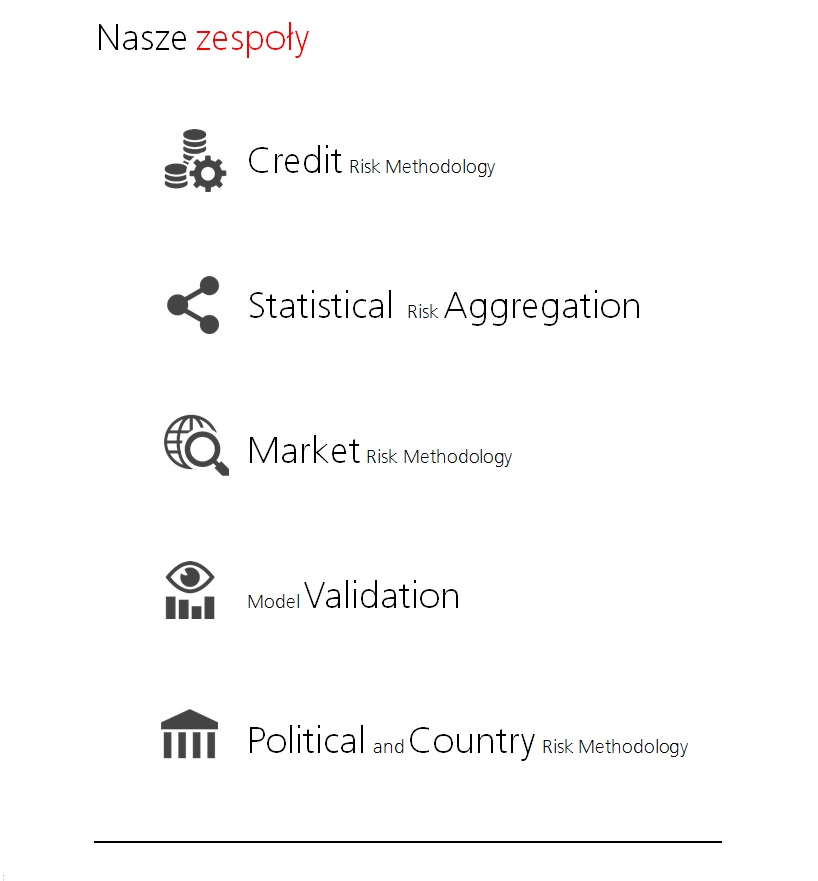 Nasze zespoły
Credit Risk Methodology
Statistical Risk Aggregation
Market Risk Methodology
Model Validation
Political and Country Risk Methodology